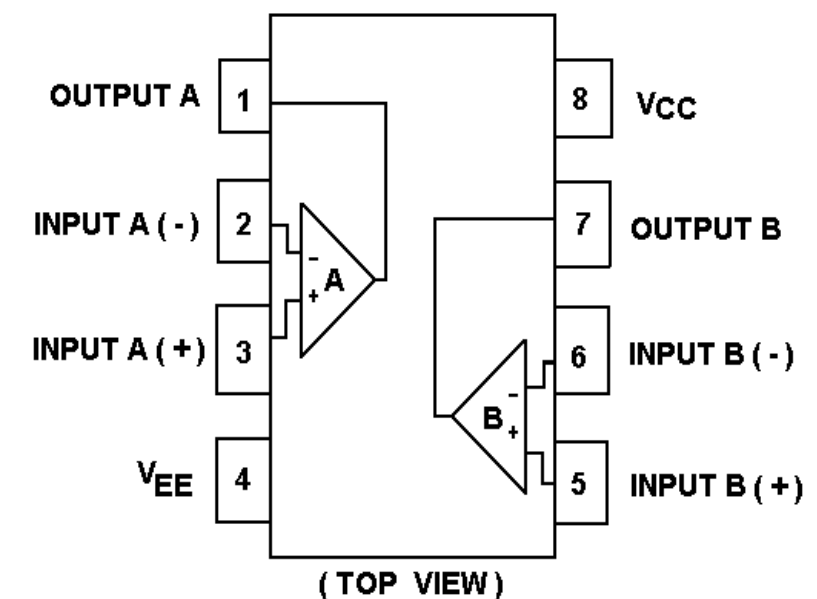 OUTPUT A
1
8
VCC
INPUT A ( - )
2
7
OUTPUT B
-
A
+
INPUT A ( + )
3
6
INPUT B ( - )
-
B
+
VEE
4
5
INPUT B ( + )
( TOP VIEW )